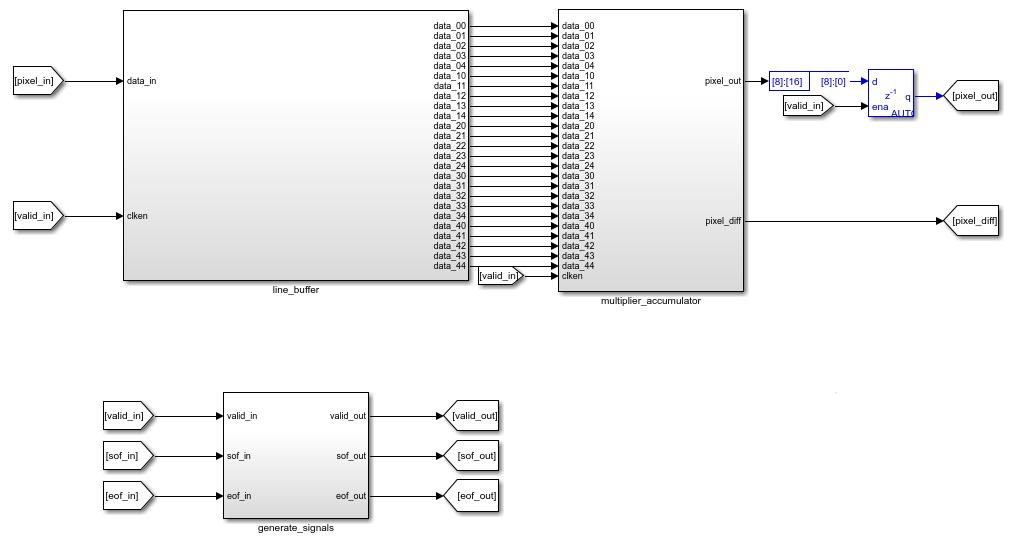 [pixel_in]
data_in
[valid_in]
clken
data_00
data_01
data_02
data_03
data_04
data_10
data_11
data_12
data_13
data_14
data_20
data_21
data_22
data_23
data_24
data_30
data_31
data_32
data_33
data_34
data_40
data_41
data_42
data_43
data_44
line_buffer
[valid_in]
data_00
data_01
data_02
data_03
data_04
data_10
data_11
data_12
data_13
data_14
data_20
data_21
data_22
data_23
data_24
data_30
data_31
data_32
data_33
data_34
data_40
data_41
data_42
data_43
data_44
clken
pixel_out
pixel_diff
multiplier_accumulator
[8]:[16] [8]:[0]
[valid_in]
d
z-1 q
ena
AUTO
[pixel_out]
[pixel_diff]
[valid_in]
[sof_in]
[eof_in]
valid_in valid_out
sof_in sof_out
eof_in eof_out
generate_signals
[valid_out]
[sof_out]
[eof_out]